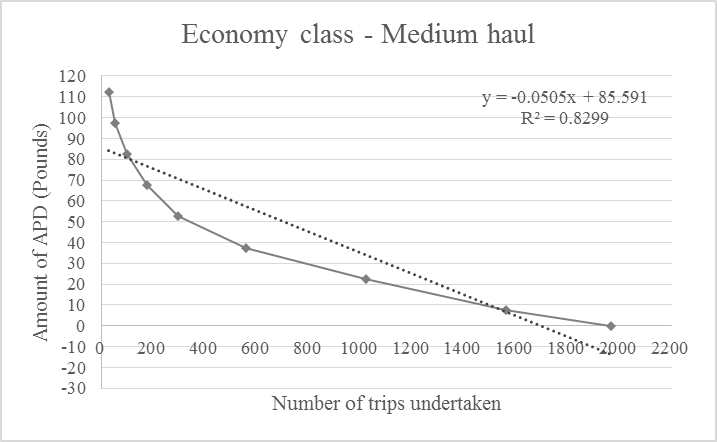 Economy class - Medium haul
y = -0.0505x + 85.591
R² = 0.8299
Amount of APD (Pounds)
120
110
100
90
80
70
60
50
40
30
20
10
0
-10
-20
-30
0 200 400 600 800 1000 1200 1400 1600 1800 2000 2200
Number of trips undertaken